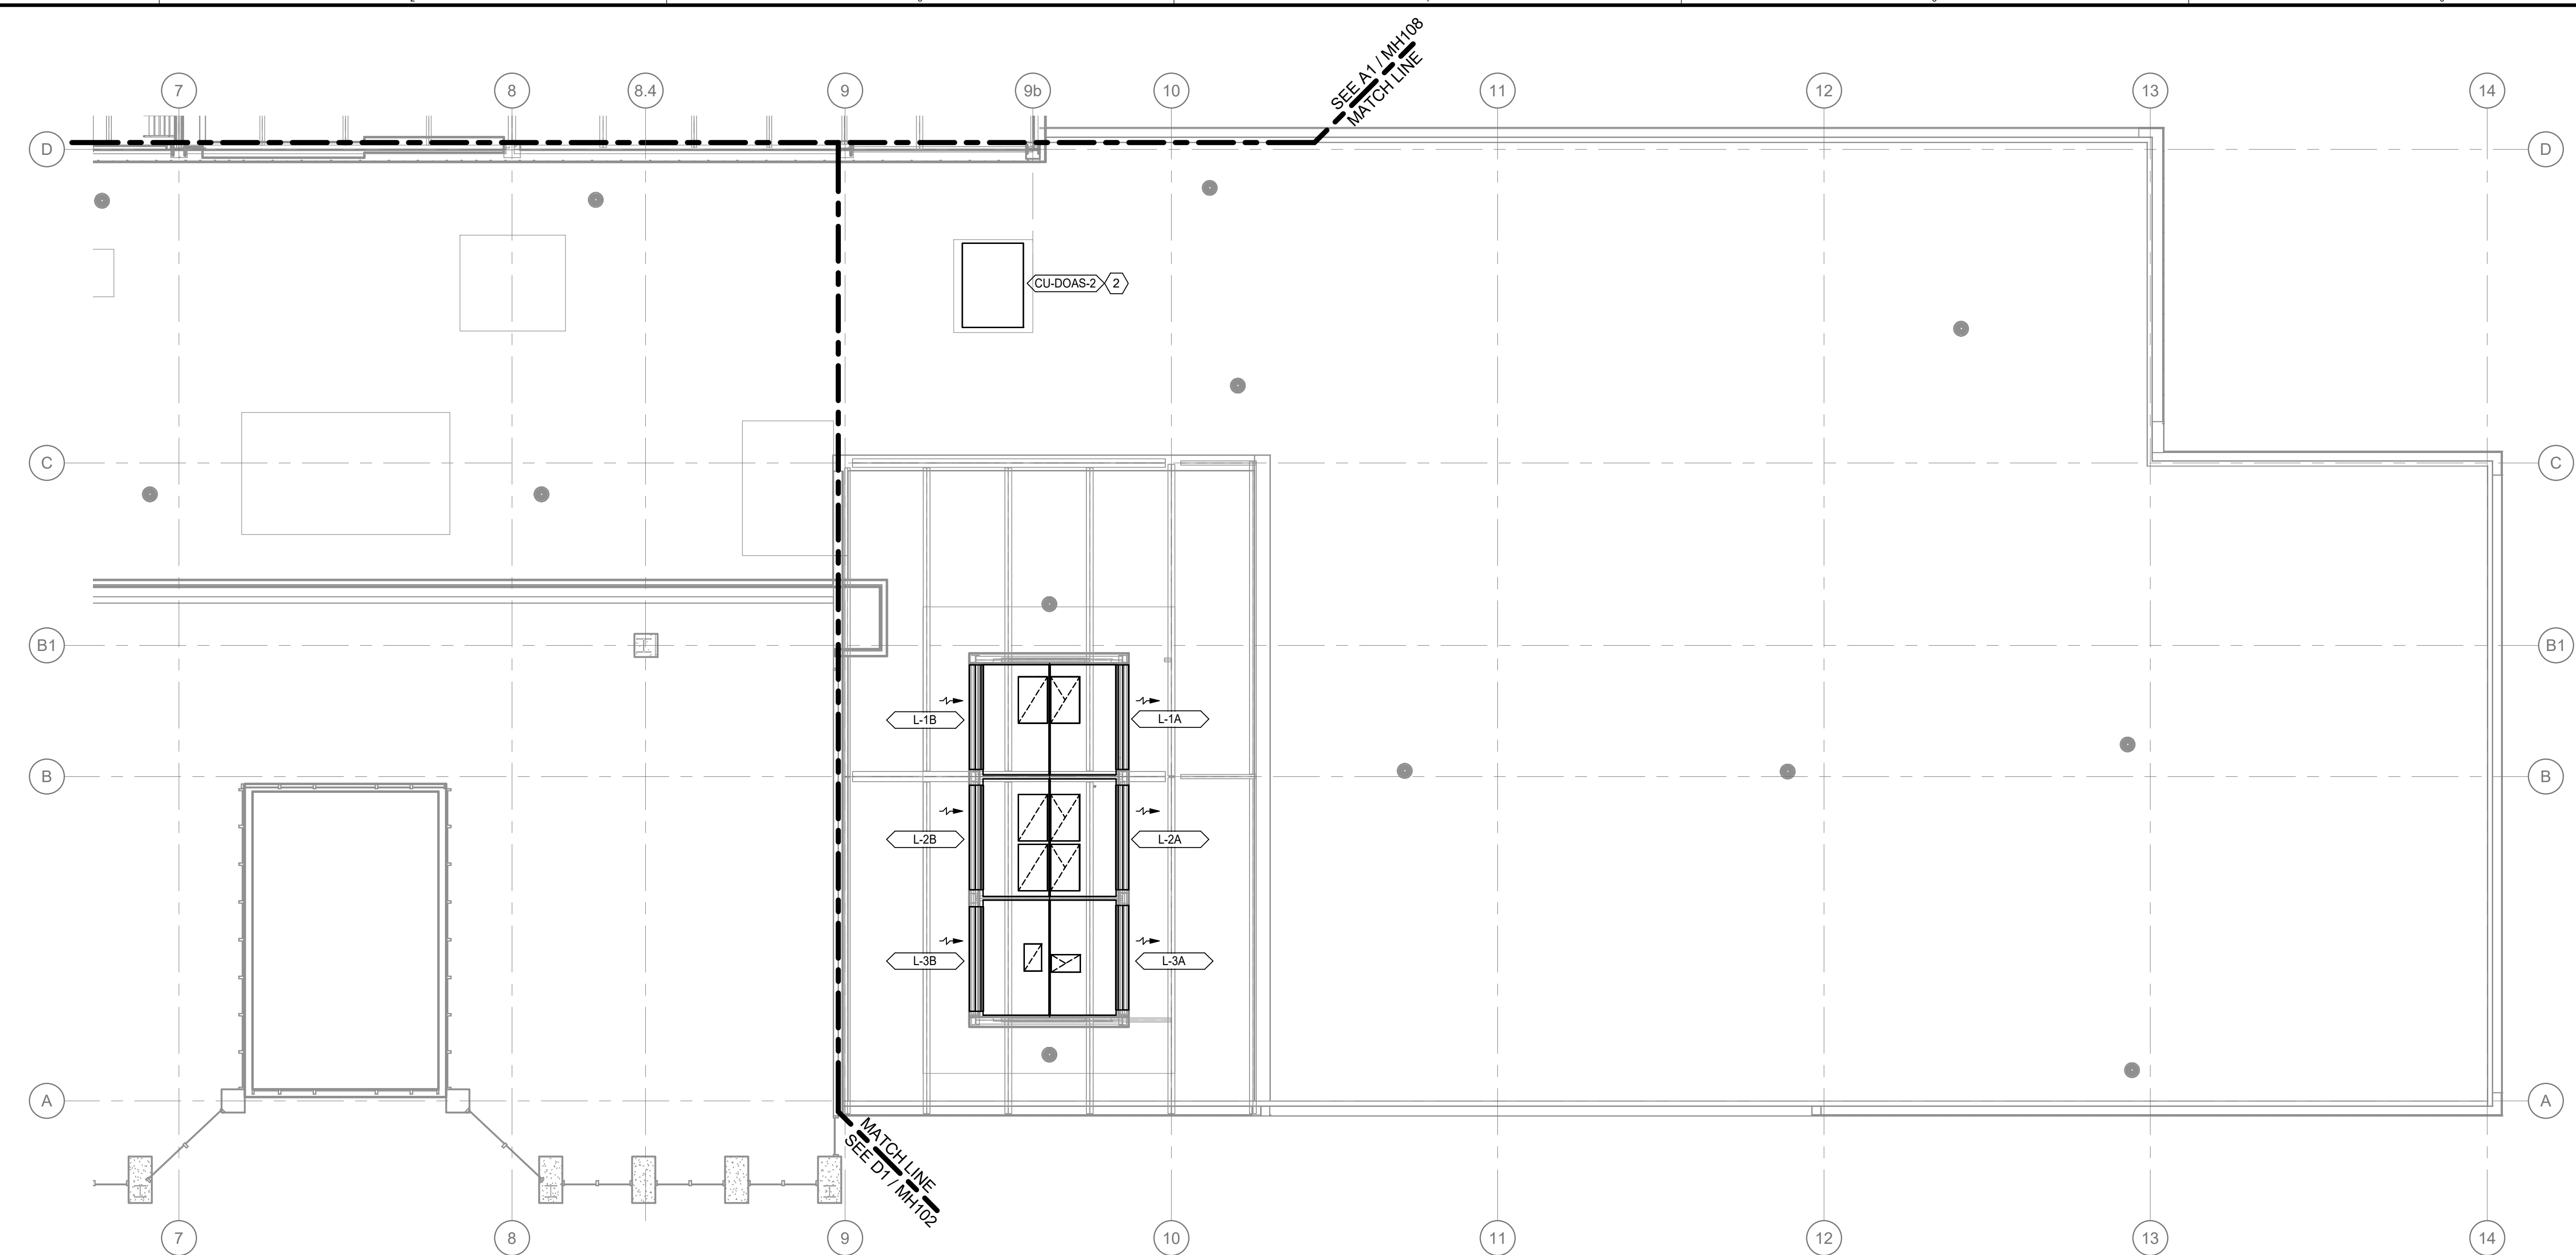 SEE A1 / MH108
MATCH LINE
7
8
8.4
9
9b
10
11
12
13
14
D
D
CU-DOAS-2
2
C
C
B1
B1
L-1B
L-1A
B
B
L-2B
L-2A
L-3B
L-3A
A
A
MATCH LINE
SEE D1 / MH102
7
8
9
10
11
12
13
14